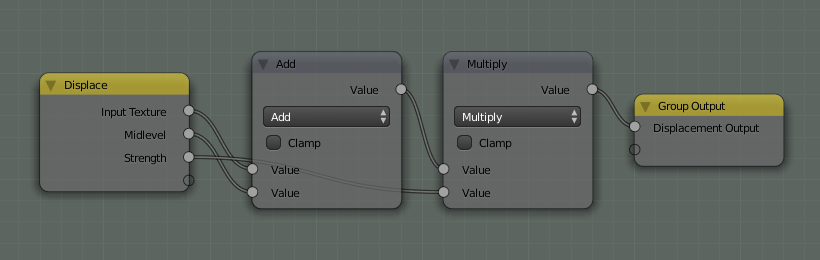 Displace
Input Texture
Midlevel
Strength
Add
Value
Add
Clamp
Value
Value
Multiply
Value
Multiply
Clamp
Value
Value
Group Output
Displacement Output